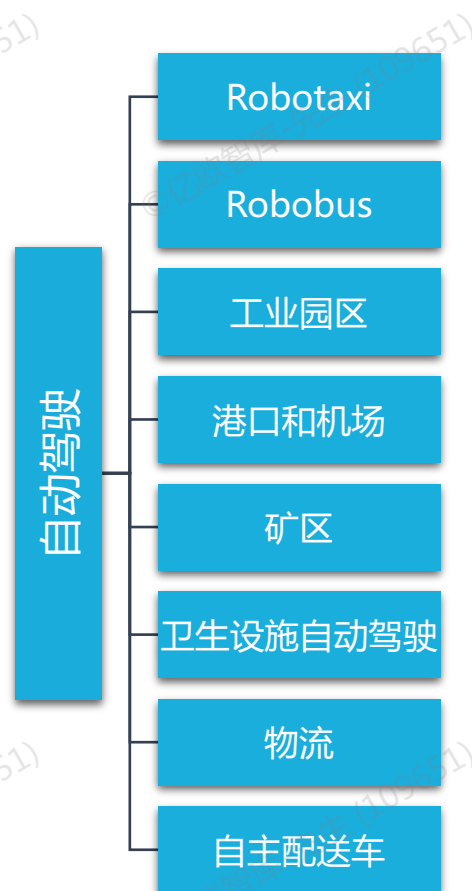 自动驾驶
Robotaxi
Robobus
工业园区
港口和机场
矿区
卫生设施自动驾驶
物流
自主配送车